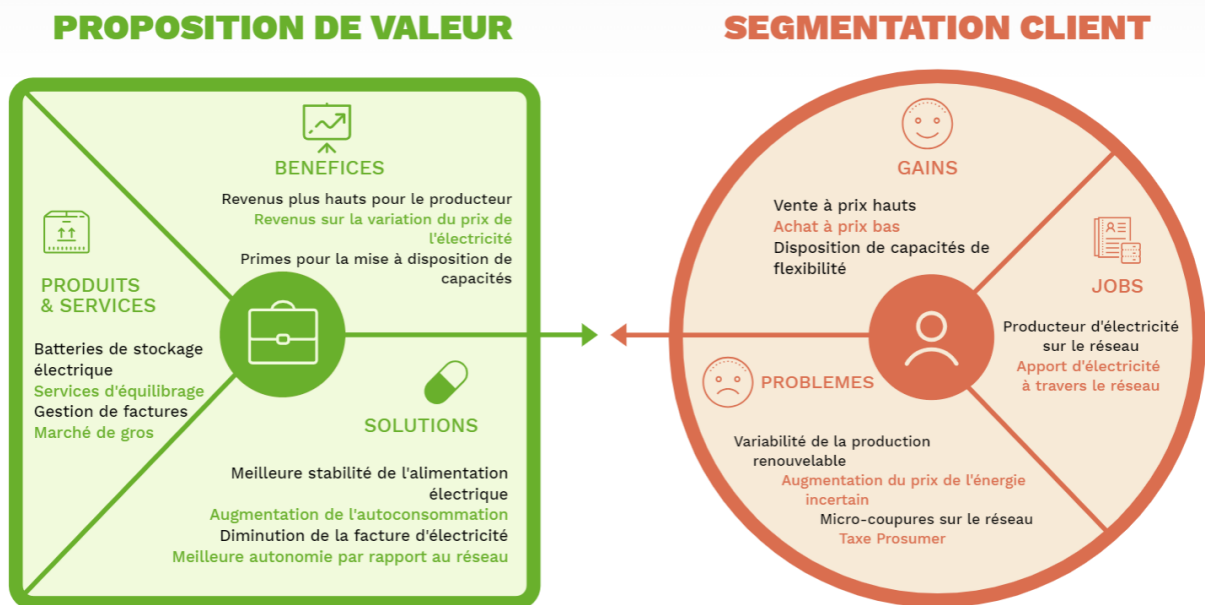 PROPOSITION DE VALEUR
BENEFICES
Revenus plus hauts pour le producteur
Revenus sur la variation du prix de
l'électricité
Primes pour la mise à disposition de
capacités
PRODUITS
& SERVICES
Batteries de stockage
électrique
Services d'équilibrage
Gestion de factures
Marché de gros
SOLUTIONS
Meilleure stabilité de l'alimentation
électrique
Augmentation de l'autoconsommation
Diminution de la facture d'électricité
Meilleure autonomie par rapport au réseau
SEGMENTATION CLIENT
GAINS
Vente à prix hauts
Achat à prix bas
Disposition de capacités de
flexibilité
JOBS
Producteur d'électricité
sur le réseau
Apport d'électricité
à travers le réseau
PROBLEMES
Variabilité de la production
renouvelable
Augmentation du prix de l'énergie
incertain
Micro-coupures sur le réseau
Taxe Prosumer